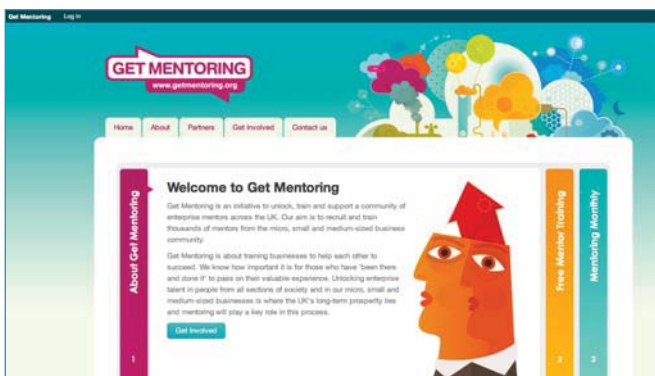 Get Mentoring Log in
GET MENTORING
www.getmentoring.org
Home About Partners Get Involved Contact us
About Get Mentoring
1
Welcome to Get Mentoring
Get Mentoring is an initiative to unlock, train and support a community of
enterprise mentors across the UK. Our aim is to recruit and train
thousands of mentors from the micro, small and medium-sized business
community.
Get Mentoring is about training businesses to help each other to
succeed. We know how important it is for those who have 'been there
and done it' to pass on their valuable experience. Unlocking enterprise
talent in people from all sections of society and in our micro, small and
medium-sized businesses is where the UK's long-term prosperity lies
and mentoring will play a key role in this process.
Get Involved
Free Mentor Training
2
Mentoring Monthly
3